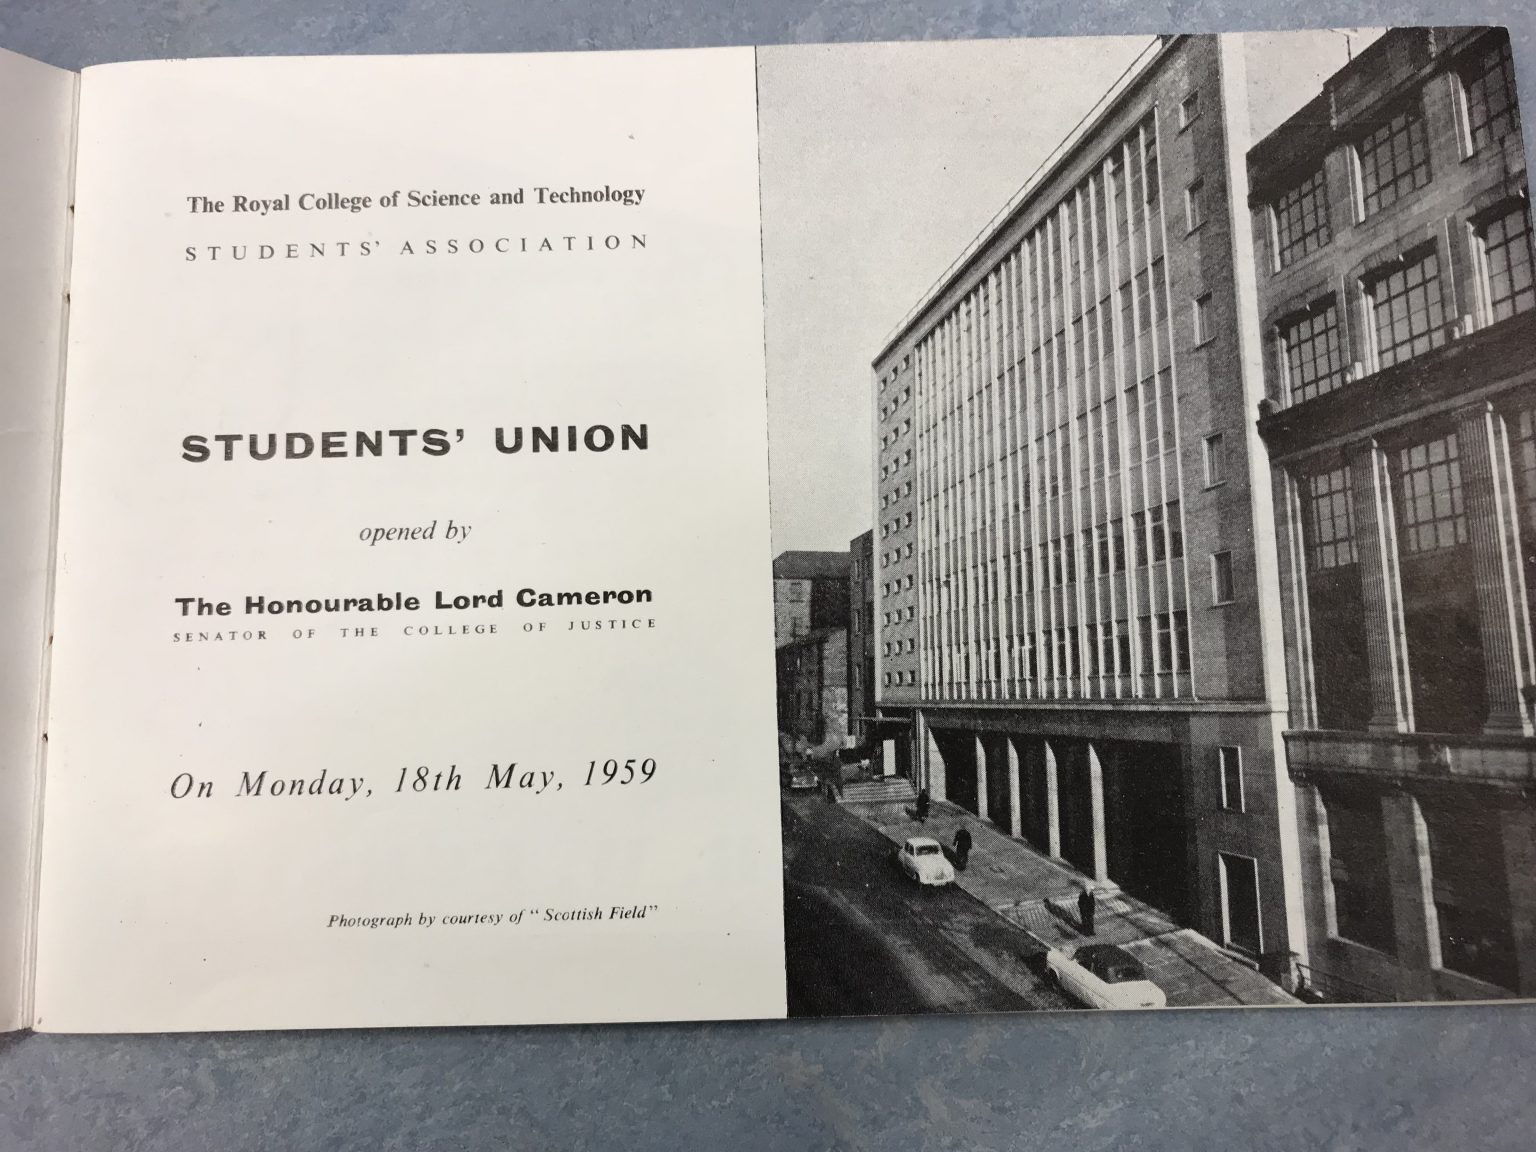 The Royal College of Science and Technology
STUDENTS' ASSOCIATION
STUDENTS' UNION
opened by
The Honourable Lord Cameron
SENATOR OF THE COLLEGE OF JUSTICE
On Monday, 18th May, 1959
Photograph by courtesy of "Scottish Field"